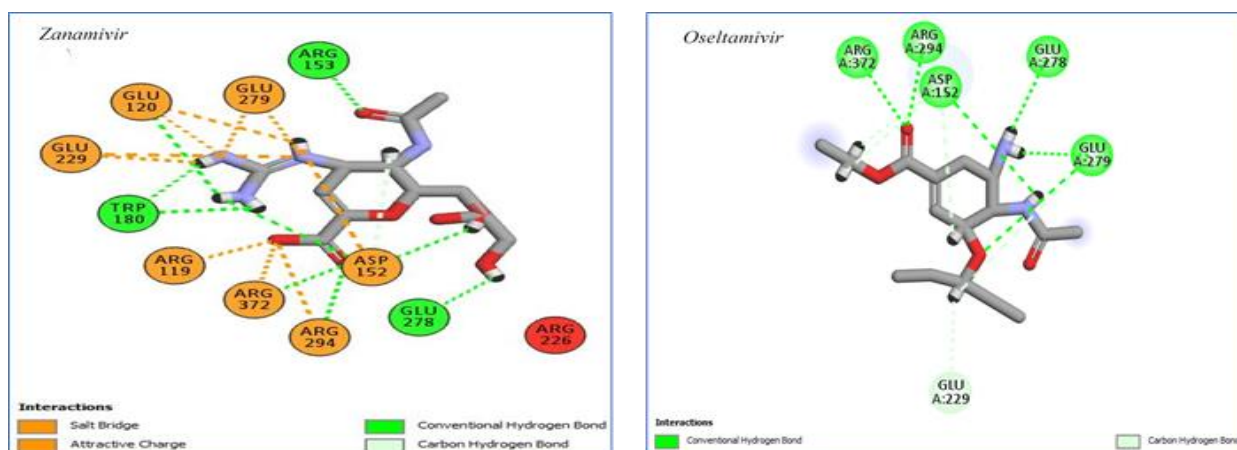 Zanamivir
ARG
153
GLU
120
GLU
279
GLU
229
TRP
180
ARG
119
ASP
152
ARG
372
GLU
278
ARG
294
ARG
226
Interactions
Salt Bridge
Attractive Charge
Conventional Hydrogen Bond
Carbon Hydrogen Bond
Oseltamivir
ARG
A:294
ARG
A:372
GLU
A:278
ASP
A:152
GLU
A:279
GLU
A:229
Interactions
Conventional Hydrogen Bond
Carbon Hydrogen Bond